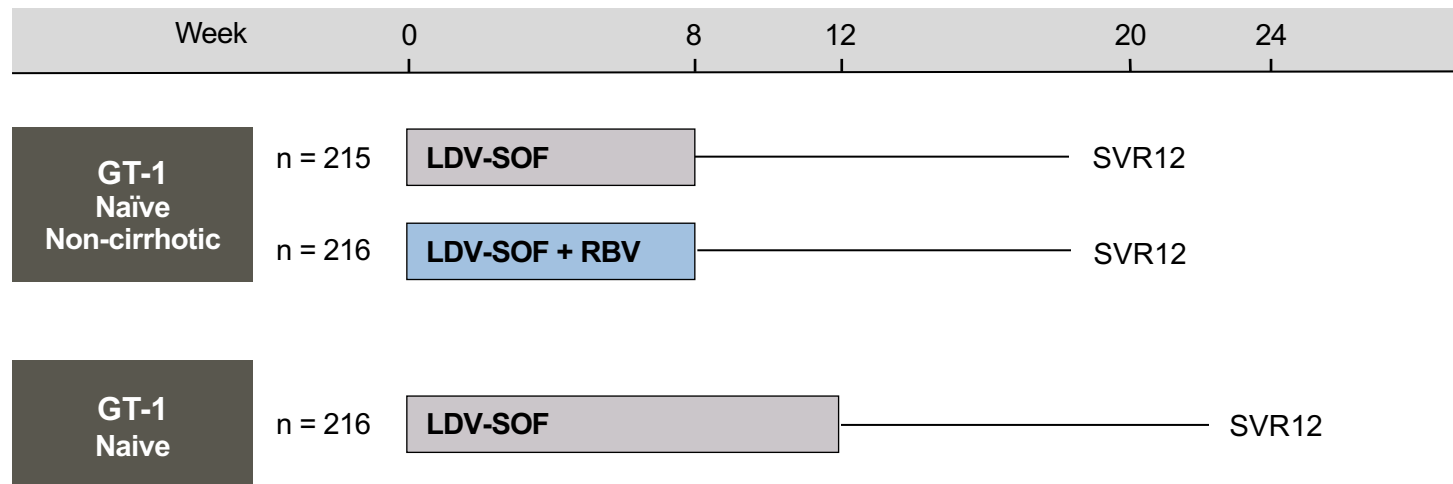 Week 0 8 12 20 24
GT-1
Naïve
Non-cirrhotic
n = 215 LDV-SOF SVR12
n = 216 LDV-SOF + RBV SVR12
GT-1
Naive
n = 216 LDV-SOF SVR12